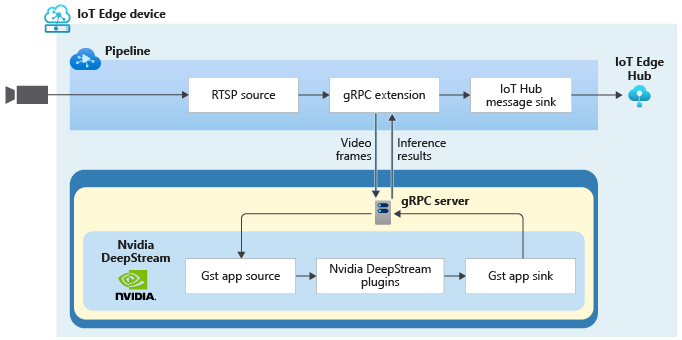 IoT Edge device
Pipeline
IoT Edge
Hub
RTSP source
gRPC extension
IoT Hub
message sink
Video
frames
Inference
results
gRPC server
Nvidia
DeepStream
NVIDIA.
Gst app source
Nvidia DeepStream
plugins
Gst app sink